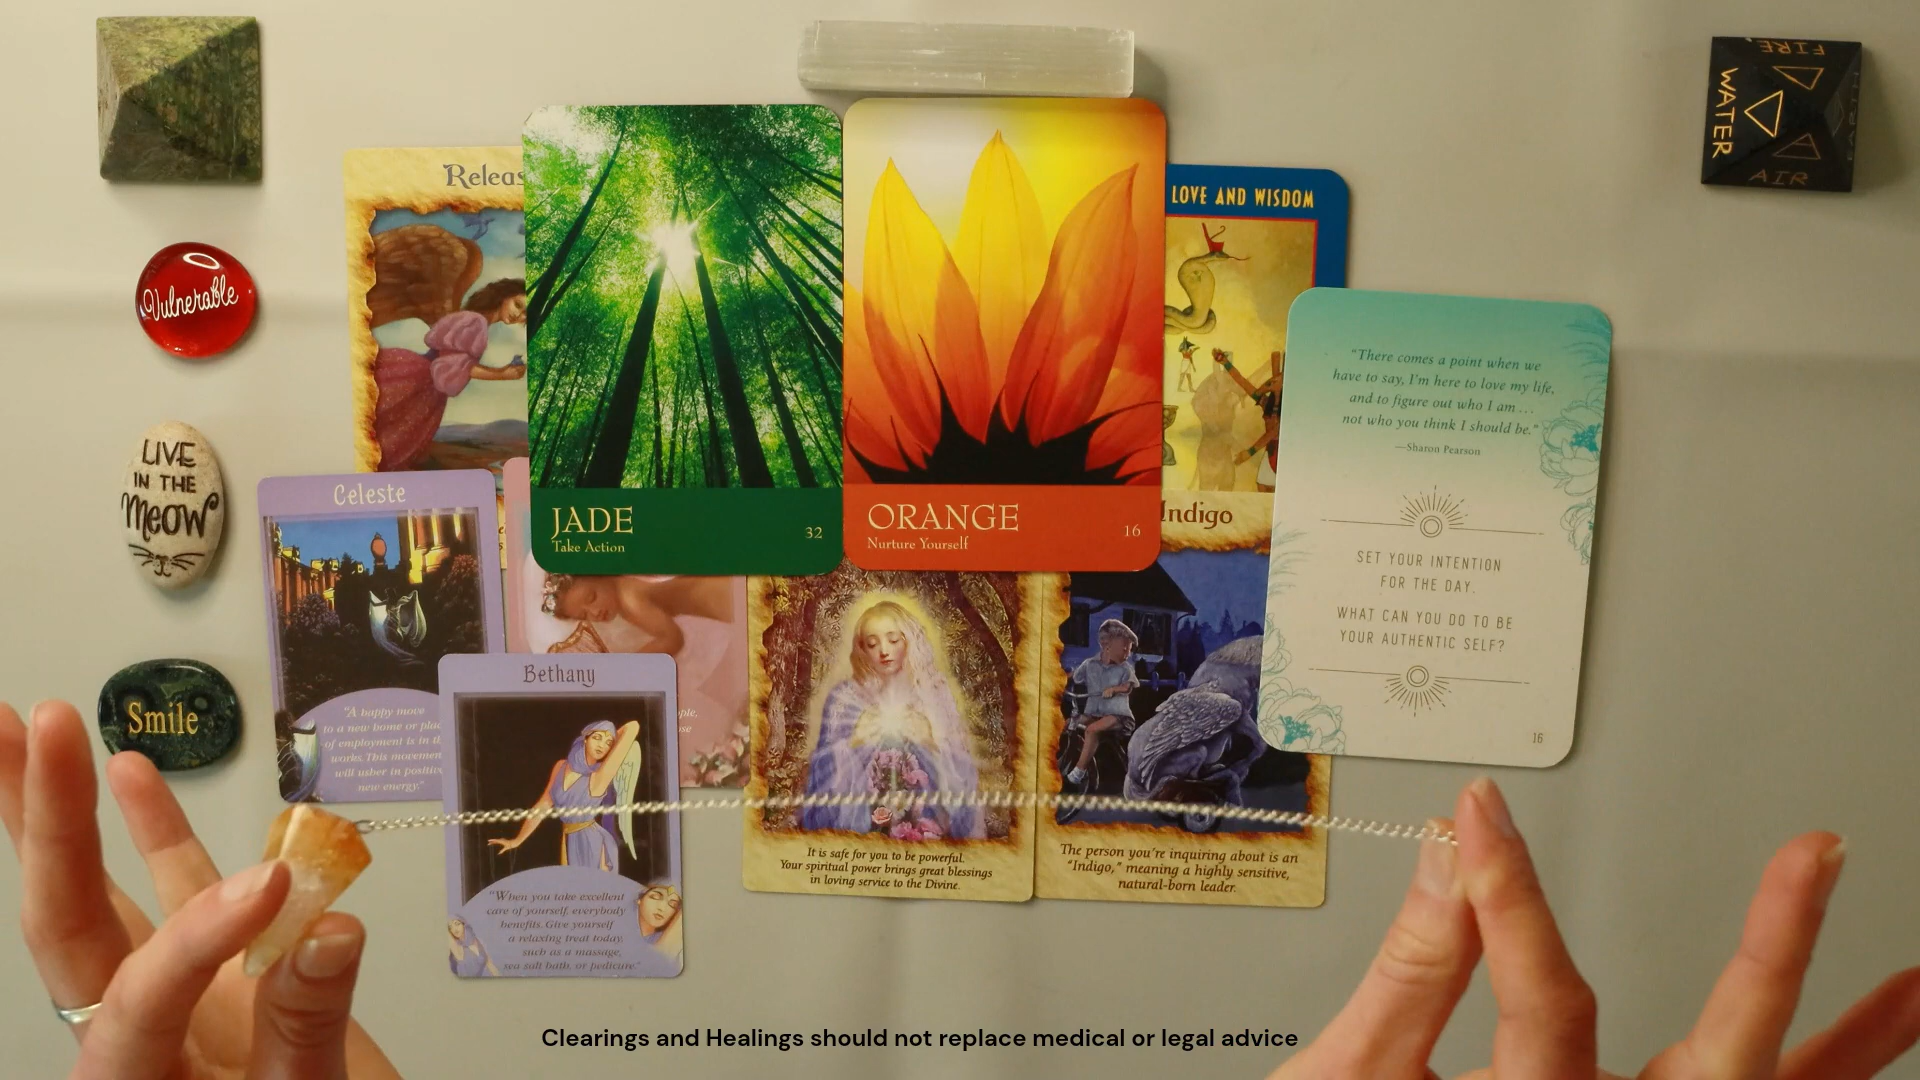 FIRE
WATER
EARTH
AIR
LOVE AND WISDOM
Vulnerable
"There comes a point when we
have to say, I'm here to love my life,
and to figure out who I am ...
not who you think I should be."
—Sharon Pearson
LIVE
IN THE
Meow
Celeste
JADE
32
Take Action
ORANGE
16
Nurture Yourself
Indigo
SET YOUR INTENTION
FOR THE DAY.
WHAT CAN YOU DO TO BE
YOUR AUTHENTIC SELF?
16
Smile
Bethany
"A happy move
to a new home or
of employment is in
works. This movement
will usher in
new energy."
It is safe for you to be powerful.
Your spiritual power brings great blessings
in loving service to the Divine.
The person you're inquiring about is an
"Indigo," meaning a highly sensitive,
natural-born leader.
"When you take excellent
care of yourself, everybody
benefits. Give yourself
a relaxing treat today,
such as a massage,
sea salt bath, or pedicure."
Clearings and Healings should not replace medical or legal advice